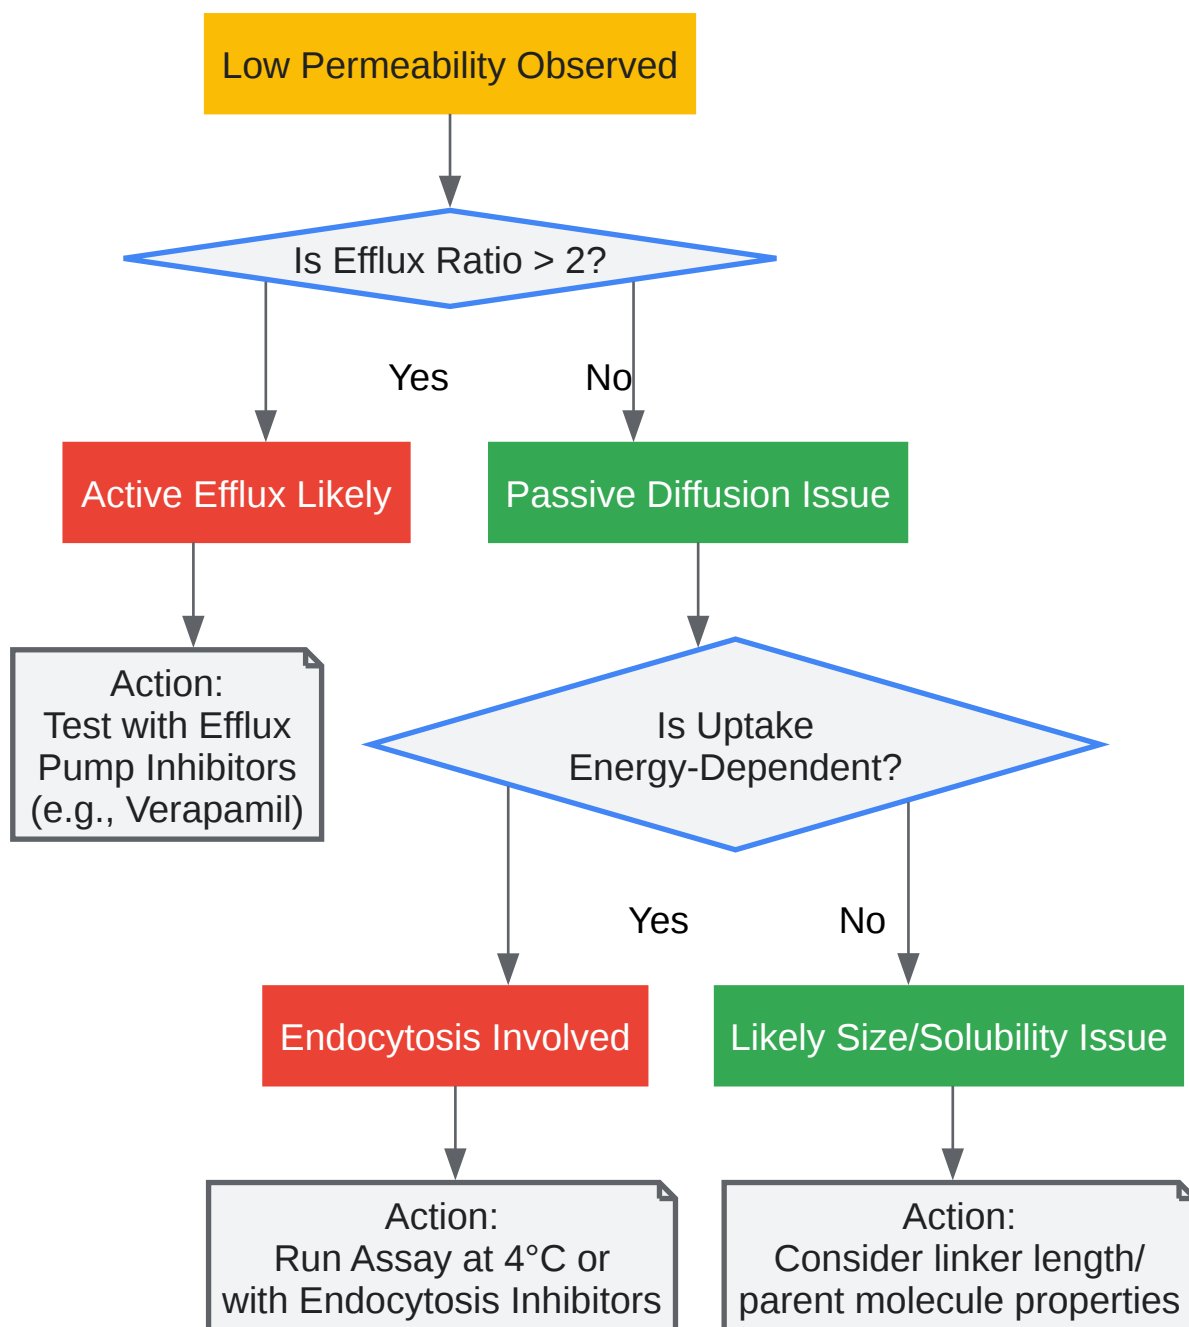 Low Permeability Observed
Is Efflux Ratio > 2?
Yes
No
Active Efflux Likely
Passive Diffusion Issue
Action:
Test with Efflux
Pump Inhibitors
(e.g., Verapamil)
Is Uptake
Energy-Dependent?
Yes
No
Endocytosis Involved
Likely Size/Solubility Issue
Action:
Run Assay at 4°C or
with Endocytosis Inhibitors
Action:
Consider linker length/
parent molecule properties